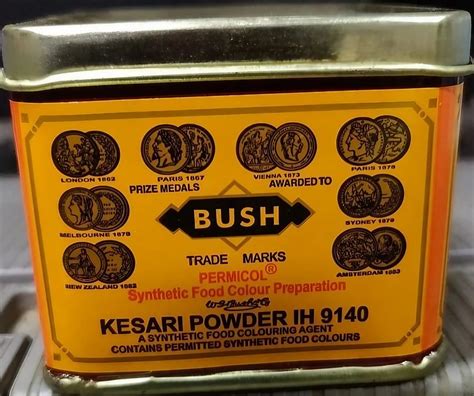 LONDON 1862
PARIS 1867
VIENNA 1873
PARIS 1878
PRIZE MEDALS
AWARDED TO
MELBOURNE 1879
BUSH
SYDNEY 1879
TRADE MARKS
NEW ZEALAND 1882
PERMICOL®
AMSTERDAM 1883
Synthetic Food Colour Preparation
W.J.Bush&Co
KESARI POWDER IH 9140
A SYNTHETIC FOOD COLOURING AGENT
CONTAINS PERMITTED SYNTHETIC FOOD COLOURS